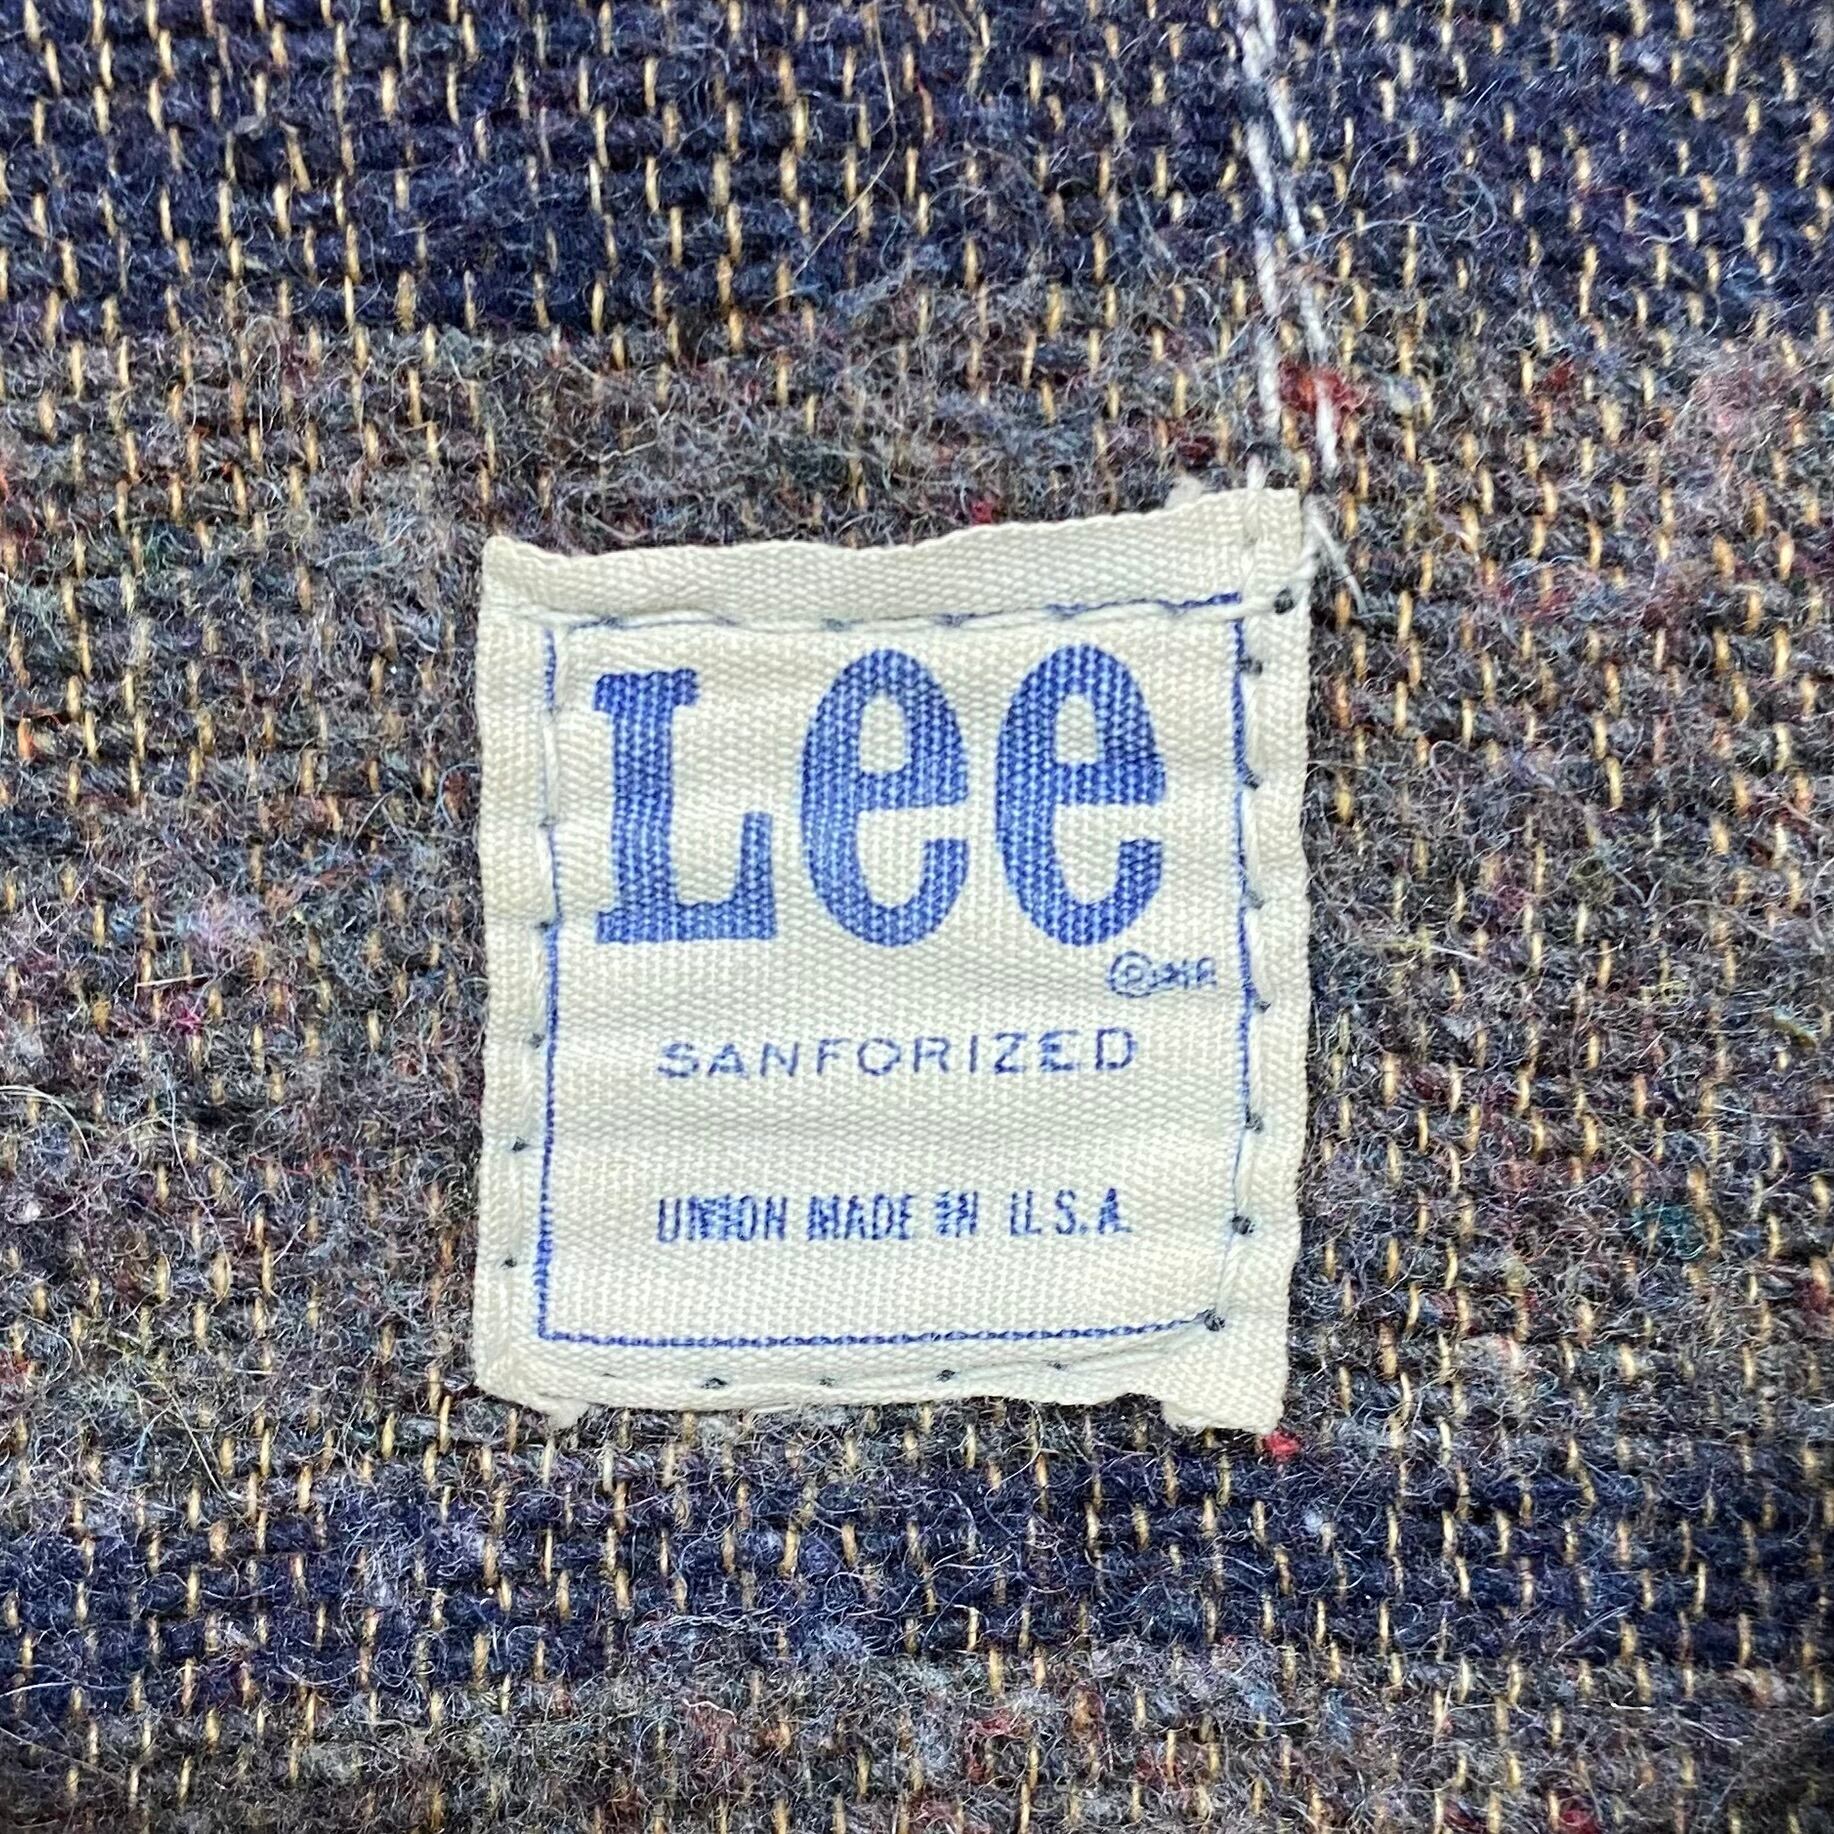 Lee
SANFORIZED
UNION MADE IN U.S.A.